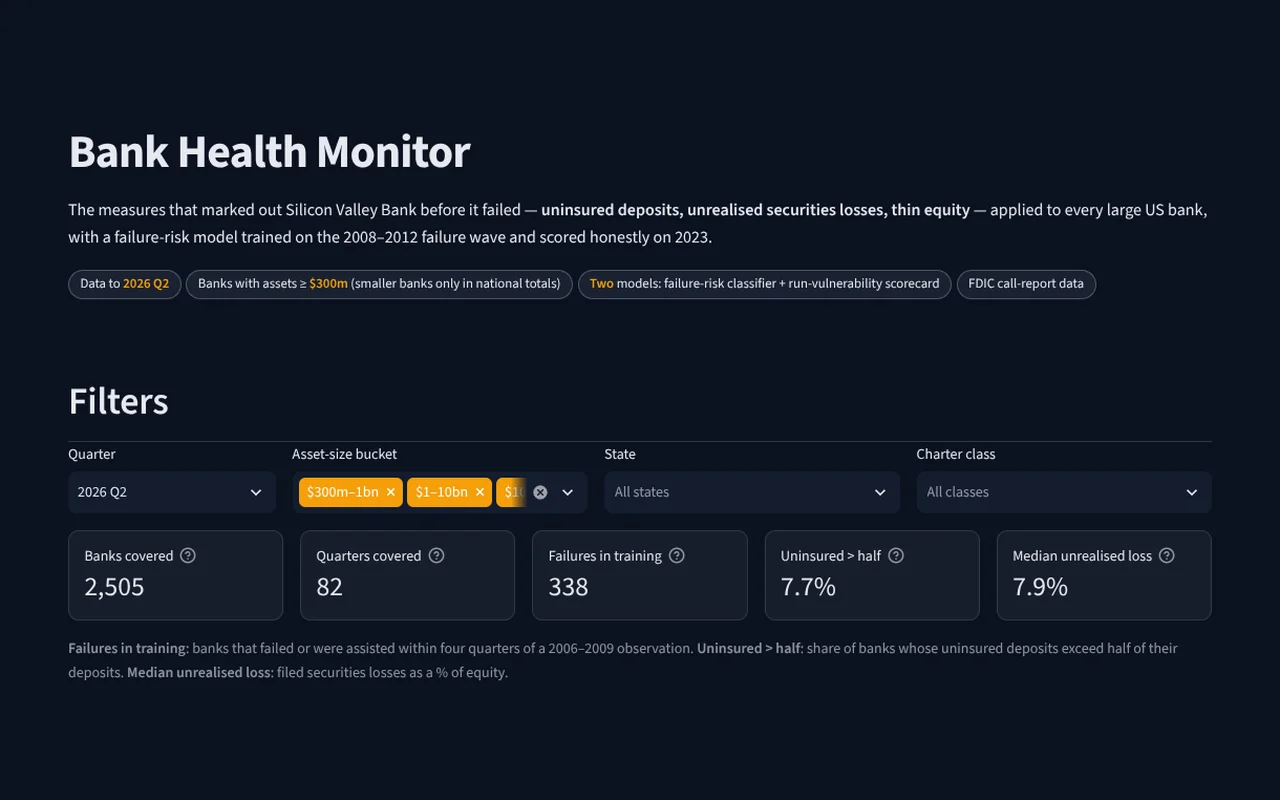 Bank Health Monitor
The measures that marked out Silicon Valley Bank before it failed — uninsured deposits, unrealised securities losses, thin equity — applied to every large US bank,
with a failure-risk model trained on the 2008–2012 failure wave and scored honestly on 2023.
Data to 2026 Q2 Banks with assets ≥ $300m (smaller banks only in national totals) Two models: failure-risk classifier + run-vulnerability scorecard FDIC call-report data
Filters
Quarter Asset-size bucket State Charter class
2026 Q2 $300m–1bn × $1–10bn × All states All classes
Banks covered Quarters covered Failures in training Uninsured > half Median unrealised loss
2,505 82 338 7.7% 7.9%
Failures in training: banks that failed or were assisted within four quarters of a 2006–2009 observation. Uninsured > half: share of banks whose uninsured deposits exceed half of their
deposits. Median unrealised loss: filed securities losses as a % of equity.